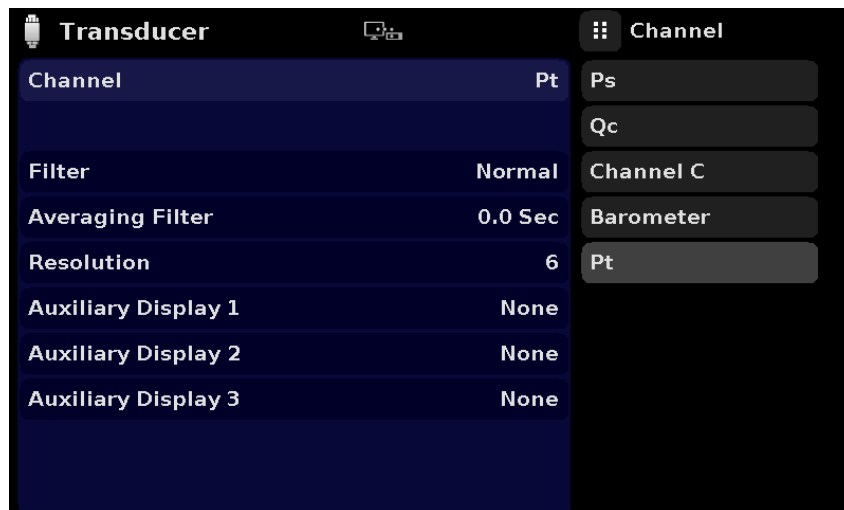 Transducer
Channel Pt
Filter Normal
Averaging Filter 0.0 Sec
Resolution 6
Auxiliary Display 1 None
Auxiliary Display 2 None
Auxiliary Display 3 None
Channel
Ps
Qc
Channel C
Barometer
Pt